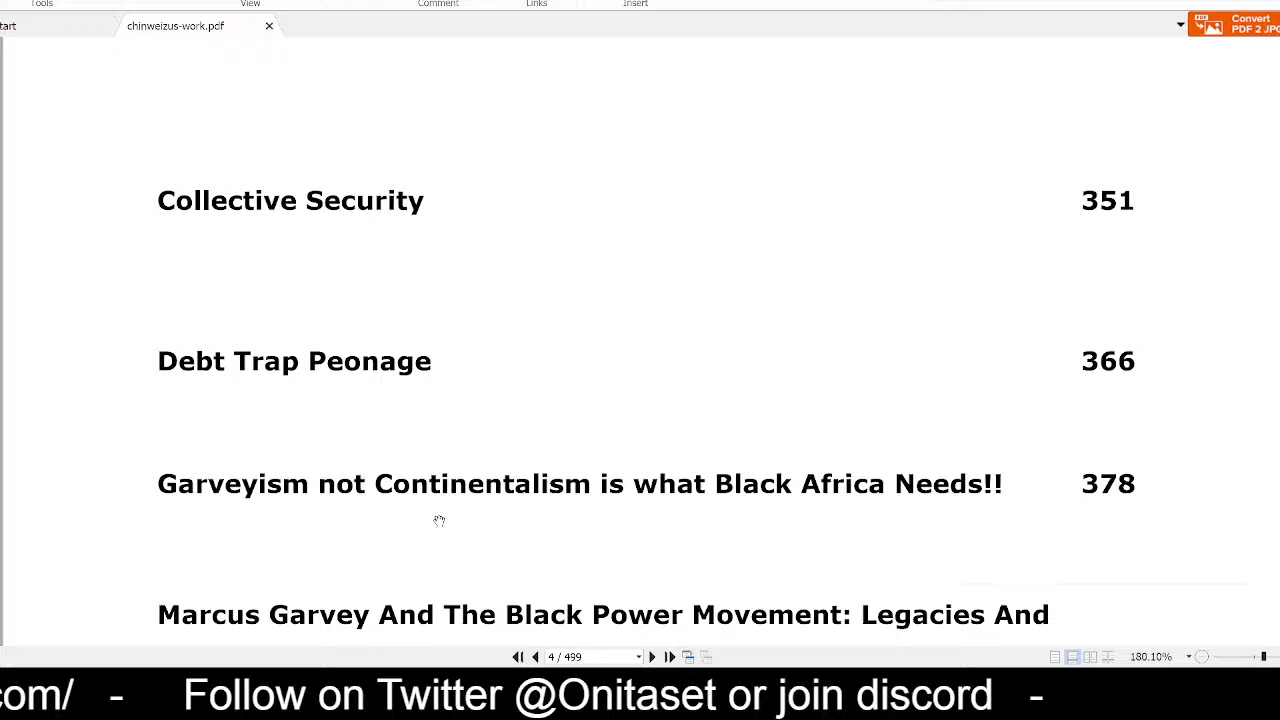 Tools View Comment Links Insert
tart chinweizus-work.pdf
Convert
PDF 2 JPG
Collective Security 351
Debt Trap Peonage 366
Garveyism not Continentalism is what Black Africa Needs!! 378
Marcus Garvey And The Black Power Movement: Legacies And
4 / 499 180.10%
com/ - Follow on Twitter @Onitaset or join discord -